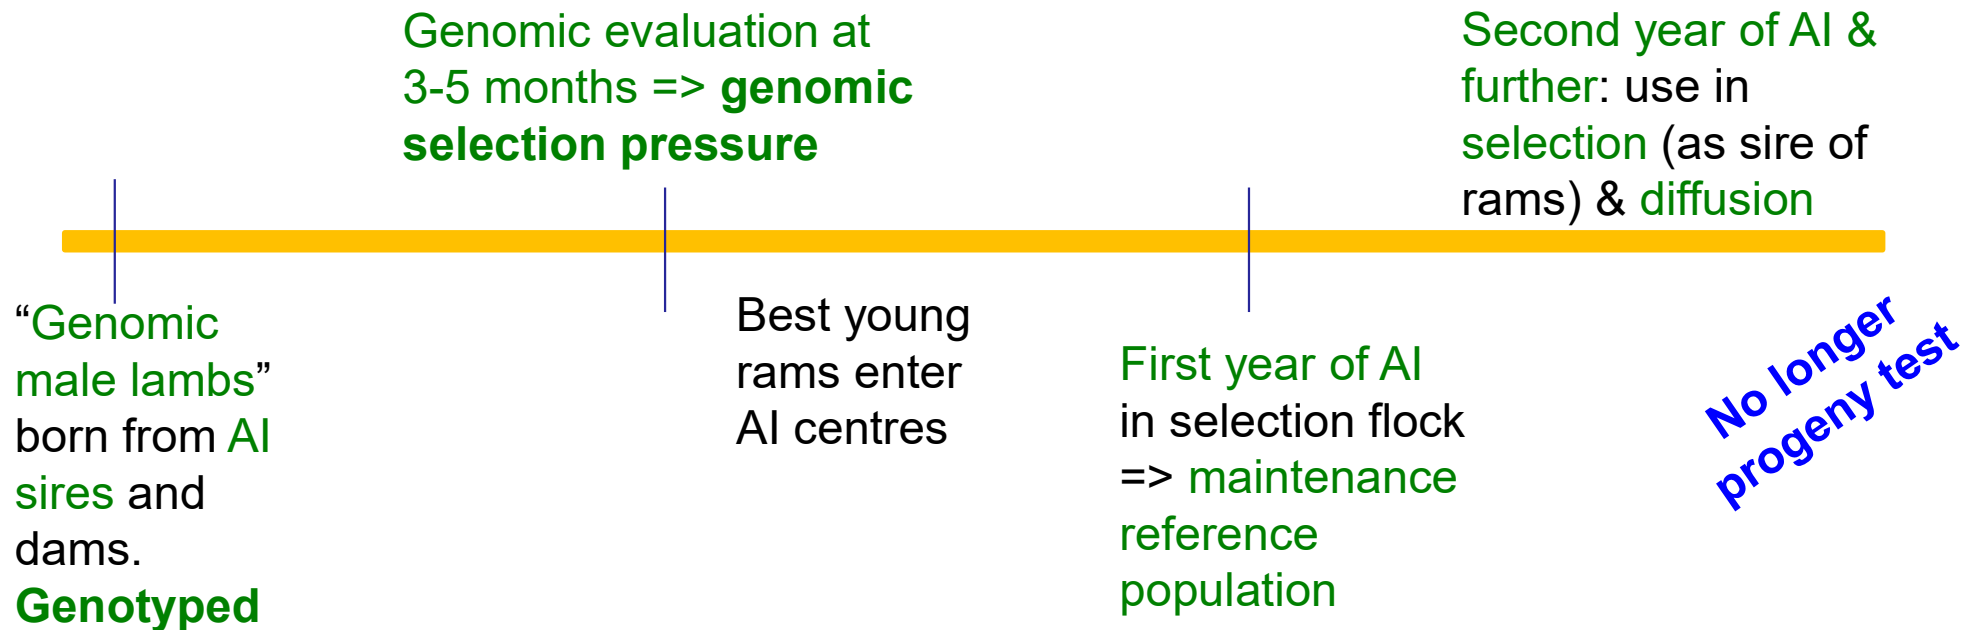 “Genomic
male lambs”
born from AI
sires and
dams.
Genotyped
Genomic evaluation at
3-5 months => genomic
selection pressure
Best young
rams enter
AI centres
First year of AI
in selection flock
=> maintenance
reference
population
Second year of AI &
further: use in
selection (as sire of
rams) & diffusion
No longer
progeny test